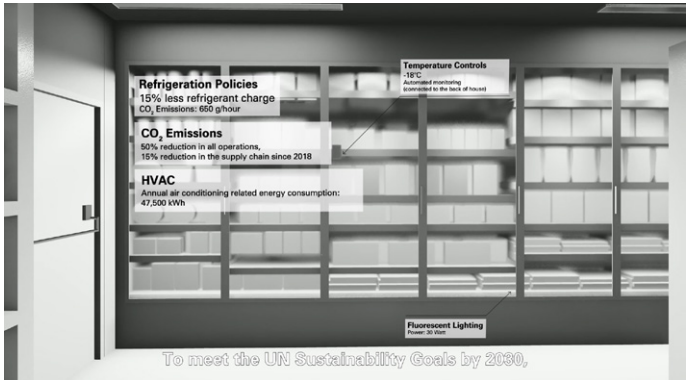 Refrigeration Policies
15% less refrigerant charge
CO₂ Emissions: 650 g/hour
CO₂ Emissions
50% reduction in all operations,
15% reduction in the supply chain since 2018
HVAC
Annual air conditioning related energy consumption:
47,500 kWh
Temperature Controls
-18°C
Automated monitoring
(connected to the back of house)
Fluorescent Lighting
Power: 30 Watt
To meet the UN Sustainability Goals by 2030,